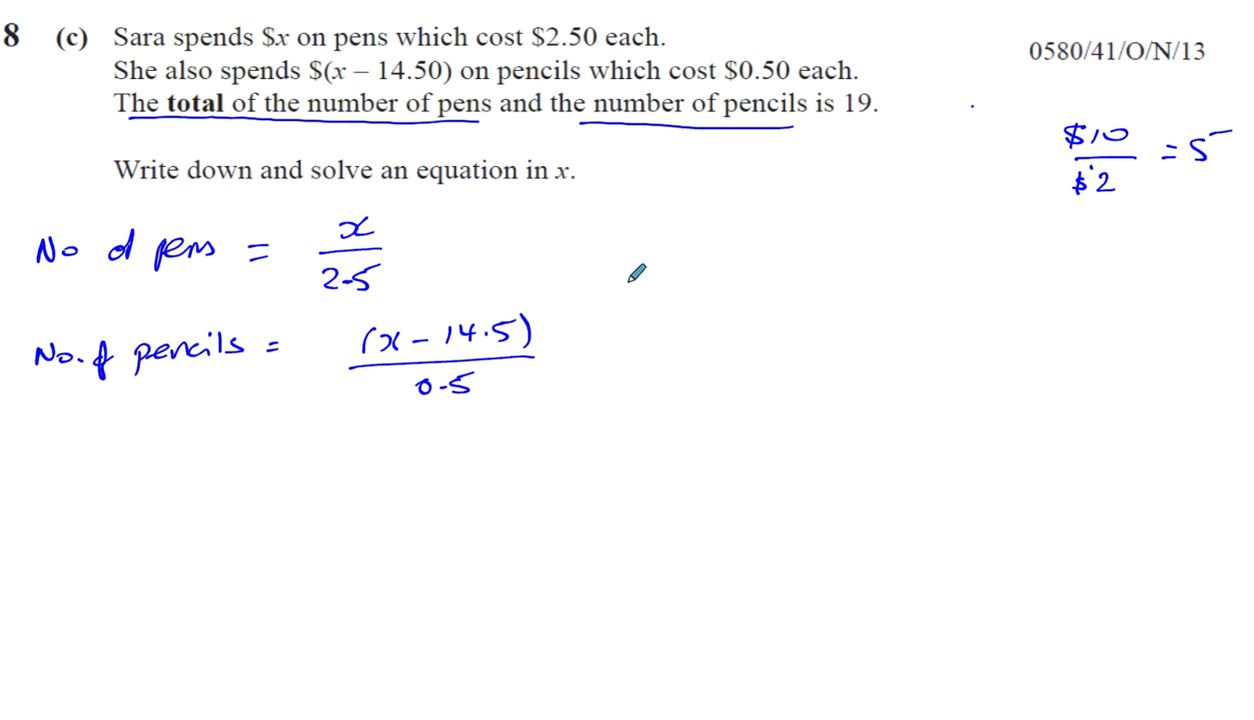 8 (c) Sara spends $x on pens which cost $2.50 each.
0580/41/O/N/13
She also spends $(x – 14.50) on pencils which cost $0.50 each.
The total of the number of pens and the number of pencils is 19.
$10 / $2 = 5
Write down and solve an equation in x.
No of pens = x / 2.5
No. of pencils = (x - 14.5) / 0.5